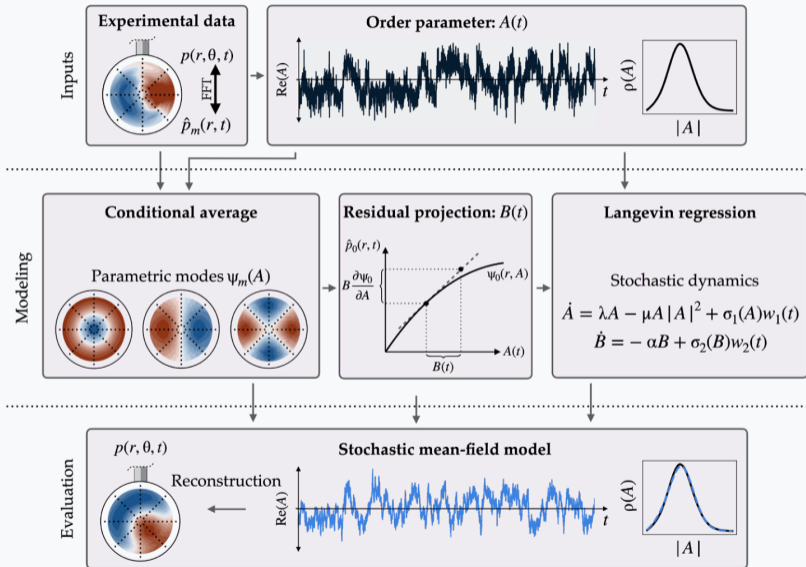 Inputs
Experimental data
p(r, θ, t)
FFT
p̂ₘ(r, t)
Order parameter: A(t)
Re(A)
t
ρ(A)
|A|
Modeling
Conditional average
Parametric modes ψₘ(A)
Residual projection: B(t)
p̂₀(r, t)
B ∂ψ₀/∂A
ψ₀(r, A)
A(t)
B(t)
Langevin regression
Stochastic dynamics
Ȧ = λA − μA|A|² + σ₁(A)w₁(t)
Ḃ = − αB + σ₂(B)w₂(t)
Evaluation
p(r, θ, t)
Reconstruction
Stochastic mean-field model
Re(A)
t
ρ(A)
|A|